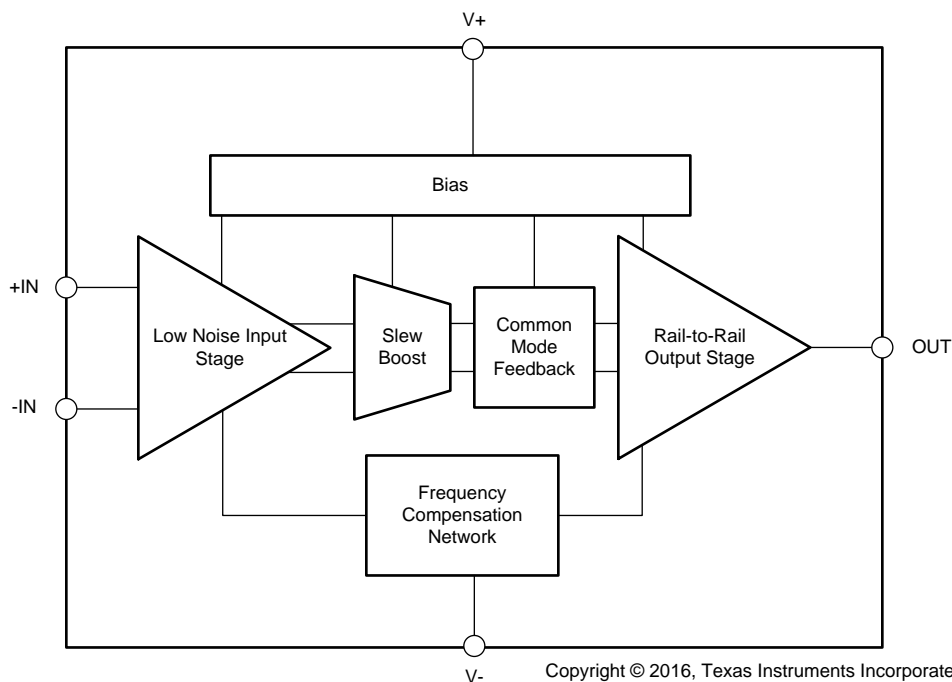 V+
Bias
+IN
Low Noise Input
Stage
Slew
Boost
Common
Mode
Feedback
Rail-to-Rail
Output Stage
OUT
-IN
Frequency
Compensation
Network
V-
Copyright © 2016, Texas Instruments Incorporate